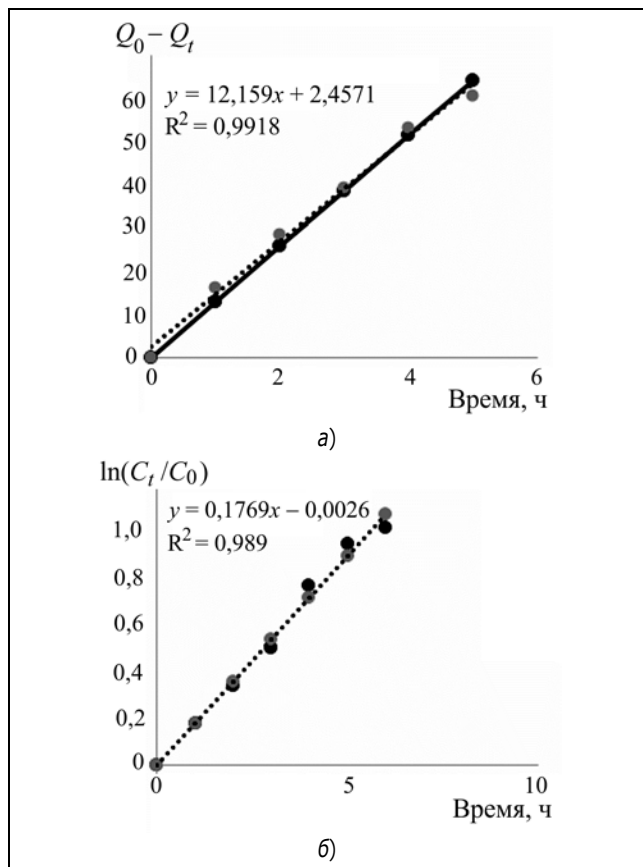 Q₀ – Qₜ
y = 12,159x + 2,4571
R² = 0,9918
60
50
40
30
20
10
0
0 2 4 6
Время, ч
а)
ln(Cₜ /C₀)
y = 0,1769x – 0,0026
R² = 0,989
1,0
0,8
0,6
0,4
0,2
0
0 5 10
Время, ч
б)